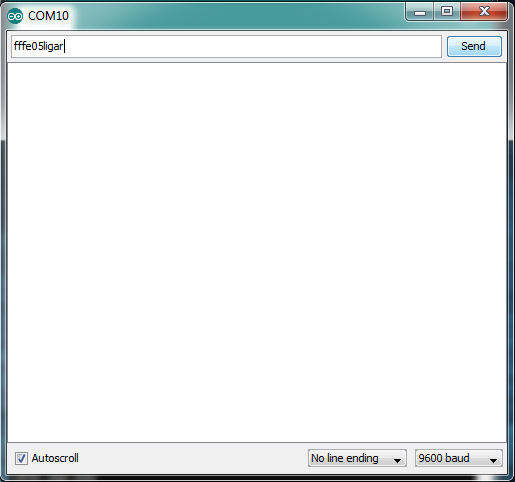 COM10
fffe05ligar
Send
Autoscroll
No line ending
9600 baud